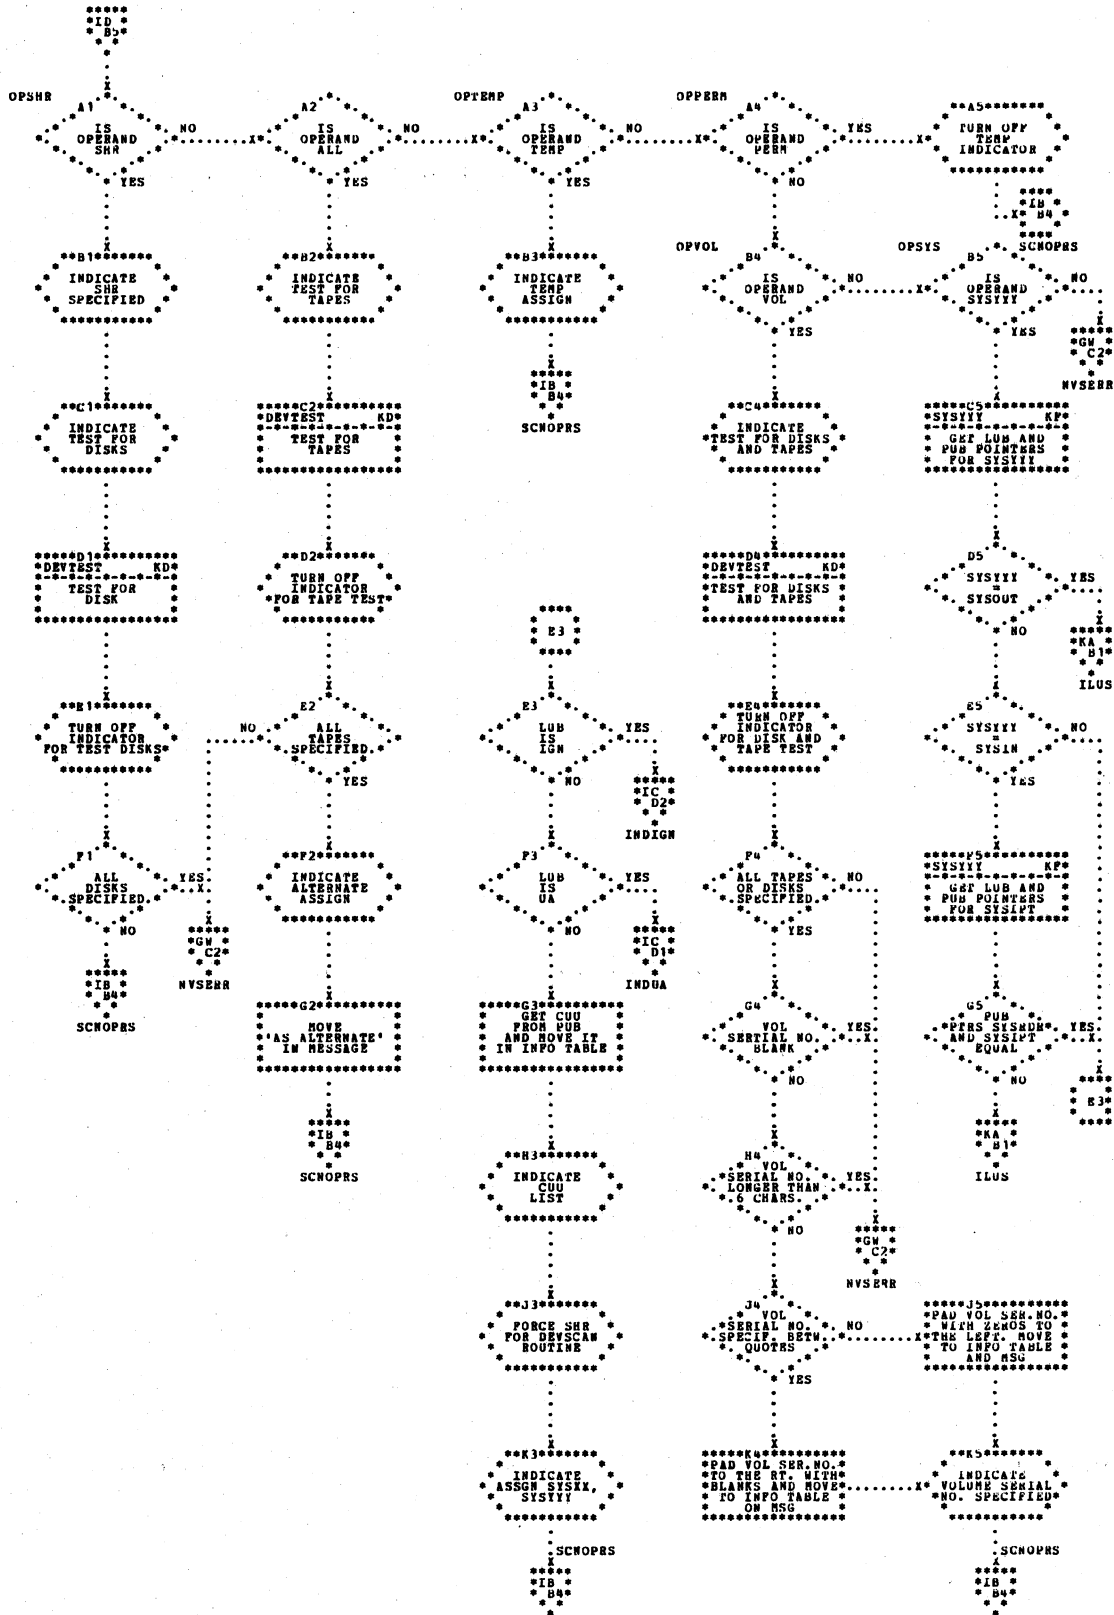 ID
B5
OPSHR
A1
IS
OPERAND
SHR
NO
YES
A2
IS
OPERAND
ALL
NO
YES
OPTEMP
A3
IS
OPERAND
TEMP
NO
YES
OPPERM
A4
IS
OPERAND
PERM
YES
NO
A5
TURN OFF
TEMP
INDICATOR
IB
B4
SCNOPRS
B1
INDICATE
SHR
SPECIFIED
B2
INDICATE
TEST FOR
TAPES
B3
INDICATE
TEMP
ASSIGN
IB
B4
SCNOPRS
OPVOL
B4
IS
OPERAND
VOL
NO
YES
OPSYS
B5
IS
OPERAND
SYSYYY
NO
YES
GW
C2
NVSERR
C1
INDICATE
TEST FOR
DISKS
C2
DEVTEST KD
TEST FOR
TAPES
C4
INDICATE
TEST FOR DISKS
AND TAPES
C5
SYSYYY KF
GET LUB AND
PUB POINTERS
FOR SYSYYY
D1
DEVTEST KD
TEST FOR
DISK
D2
TURN OFF
INDICATOR
FOR TAPE TEST
E3
D4
DEVTEST KD
TEST FOR DISKS
AND TAPES
D5
SYSYYY
=
SYSOUT
YES
NO
KA
B1
ILUS
E1
TURN OFF
INDICATOR
FOR TEST DISKS
E2
ALL
TAPES
SPECIFIED.
NO
YES
E3
LUB
IS
IGN
YES
NO
IC
D2
INDIGN
E4
TURN OFF
INDICATOR
FOR DISK AND
TAPE TEST
E5
SYSYYY
=
SYSIN
NO
YES
F1
ALL
DISKS
SPECIFIED.
YES
NO
GW
C2
NVSERR
IB
B4
SCNOPRS
F2
INDICATE
ALTERNATE
ASSIGN
F3
LUB
IS
UA
YES
NO
IC
D1
INDUA
F4
ALL TAPES
OR DISKS
SPECIFIED.
NO
YES
F5
SYSYYY KF
GET LUB AND
PUB POINTERS
FOR SYSIPT
G2
MOVE
'AS ALTERNATE'
IN MESSAGE
IB
B4
SCNOPRS
G3
GET CUU
FROM PUB
AND MOVE IT
IN INFO TABLE
G4
VOL
SERTIAL NO.
BLANK
YES
NO
G5
PUB
PTRS SYSRDR
AND SYSIPT
EQUAL
YES
NO
E3
KA
B1
ILUS
H3
INDICATE
CUU
LIST
H4
VOL
SERIAL NO.
LONGER THAN
6 CHARS.
YES
NO
GW
C2
NVSERR
J3
FORCE SHR
FOR DEVSCAN
ROUTINE
J4
VOL
SERIAL NO.
SPECIF. BETW.
QUOTES
NO
YES
J5
PAD VOL SER.NO.
WITH ZEROS TO
THE LEFT. MOVE
TO INFO TABLE
AND MSG
K3
INDICATE
ASSGN SYSXX,
SYSYYY
SCNOPRS
IB
B4
K4
PAD VOL SER.NO.
TO THE RT. WITH
BLANKS AND MOVE
TO INFO TABLE
ON MSG
K5
INDICATE
VOLUME SERIAL
NO. SPECIFIED
SCNOPRS
IB
B4